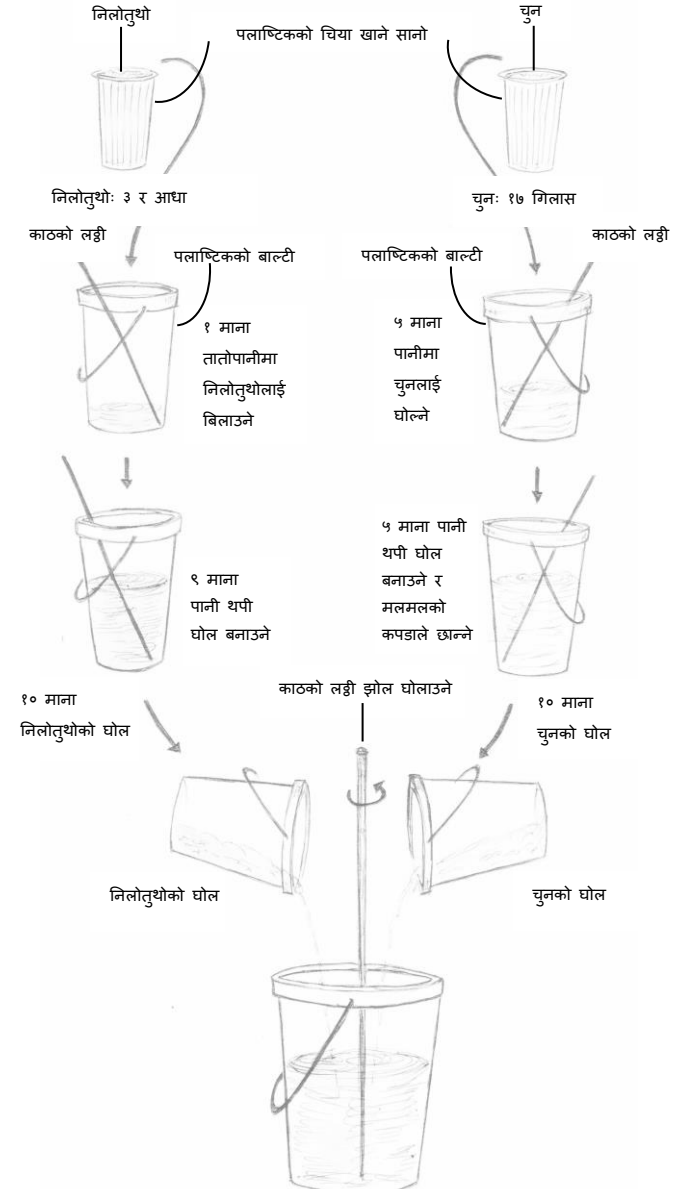 निलोतुथो
चुन
पलाष्टिकको चिया खाने सानो
निलोतुथोः ३ र आधा
चुनः १७ गिलास
काठको लठ्ठी
काठको लठ्ठी
पलाष्टिकको बाल्टी
पलाष्टिकको बाल्टी
१ माना
तातोपानीमा
निलोतुथोलाई
बिलाउने
५ माना
पानीमा
चुनलाई
घोल्ने
९ माना
पानी थपी
घोल बनाउने
५ माना पानी
थपी घोल
बनाउने र
मलमलको
कपडाले छान्ने
काठको लठ्ठी झोल घोलाउने
१० माना
निलोतुथोको घोल
१० माना
चुनको घोल
निलोतुथोको घोल
चुनको घोल